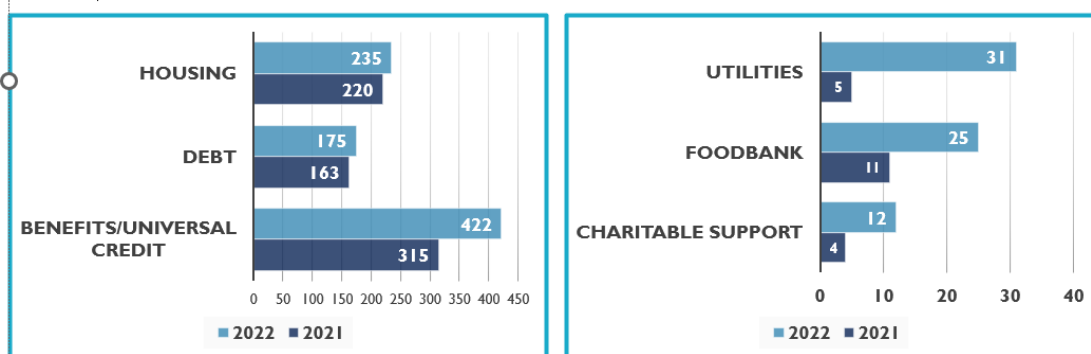 HOUSING
235
220
DEBT
175
163
BENEFITS/UNIVERSAL
CREDIT
422
315
0 50 100 150 200 250 300 350 400 450
2022 2021
UTILITIES
31
5
FOODBANK
25
11
CHARITABLE SUPPORT
12
4
0 10 20 30 40
2022 2021